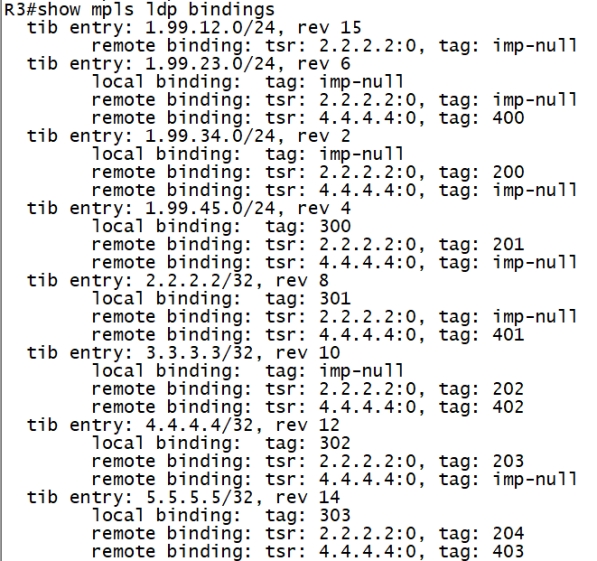 R3#show mpls ldp bindings
tib entry: 1.99.12.0/24, rev 15
remote binding: tsr: 2.2.2.2:0, tag: imp-null
tib entry: 1.99.23.0/24, rev 6
local binding:  tag: imp-null
remote binding: tsr: 2.2.2.2:0, tag: imp-null
remote binding: tsr: 4.4.4.4:0, tag: 400
tib entry: 1.99.34.0/24, rev 2
local binding:  tag: imp-null
remote binding: tsr: 2.2.2.2:0, tag: 200
remote binding: tsr: 4.4.4.4:0, tag: imp-null
tib entry: 1.99.45.0/24, rev 4
local binding:  tag: 300
remote binding: tsr: 2.2.2.2:0, tag: 201
remote binding: tsr: 4.4.4.4:0, tag: imp-null
tib entry: 2.2.2.2/32, rev 8
local binding:  tag: 301
remote binding: tsr: 2.2.2.2:0, tag: imp-null
remote binding: tsr: 4.4.4.4:0, tag: 401
tib entry: 3.3.3.3/32, rev 10
local binding:  tag: imp-null
remote binding: tsr: 2.2.2.2:0, tag: 202
remote binding: tsr: 4.4.4.4:0, tag: 402
tib entry: 4.4.4.4/32, rev 12
local binding:  tag: 302
remote binding: tsr: 2.2.2.2:0, tag: 203
remote binding: tsr: 4.4.4.4:0, tag: imp-null
tib entry: 5.5.5.5/32, rev 14
local binding:  tag: 303
remote binding: tsr: 2.2.2.2:0, tag: 204
remote binding: tsr: 4.4.4.4:0, tag: 403